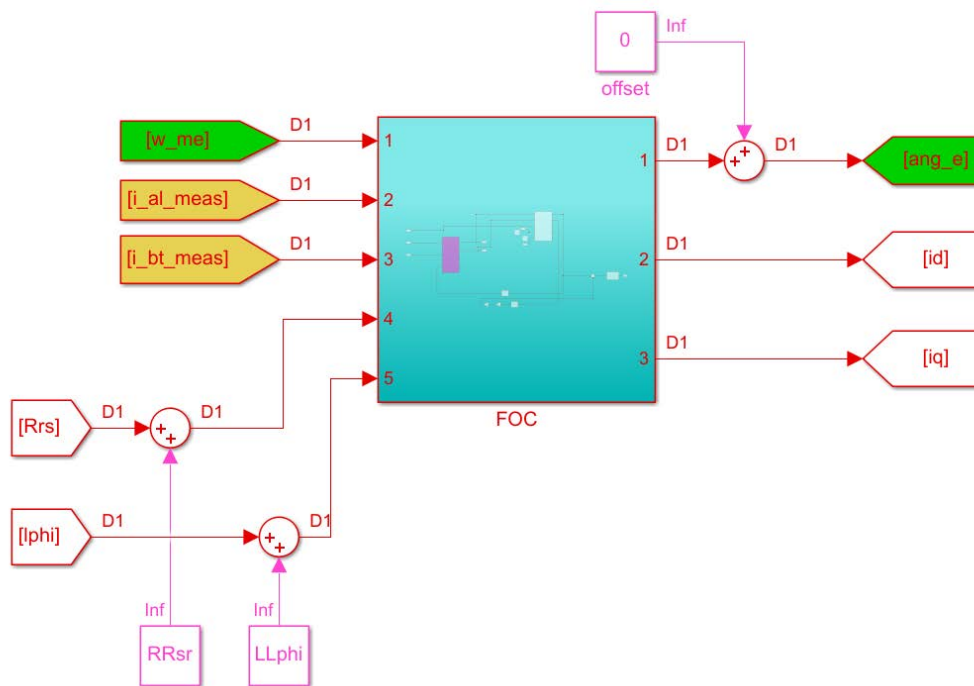 0
Inf
offset
[w_me]
D1
1
1
D1
D1
[ang_e]
[i_al_meas]
D1
2
[i_bt_meas]
D1
3
2
D1
[id]
4
3
D1
[iq]
5
FOC
[Rrs]
D1
D1
[Iphi]
D1
D1
Inf
Inf
RRsr
LLphi